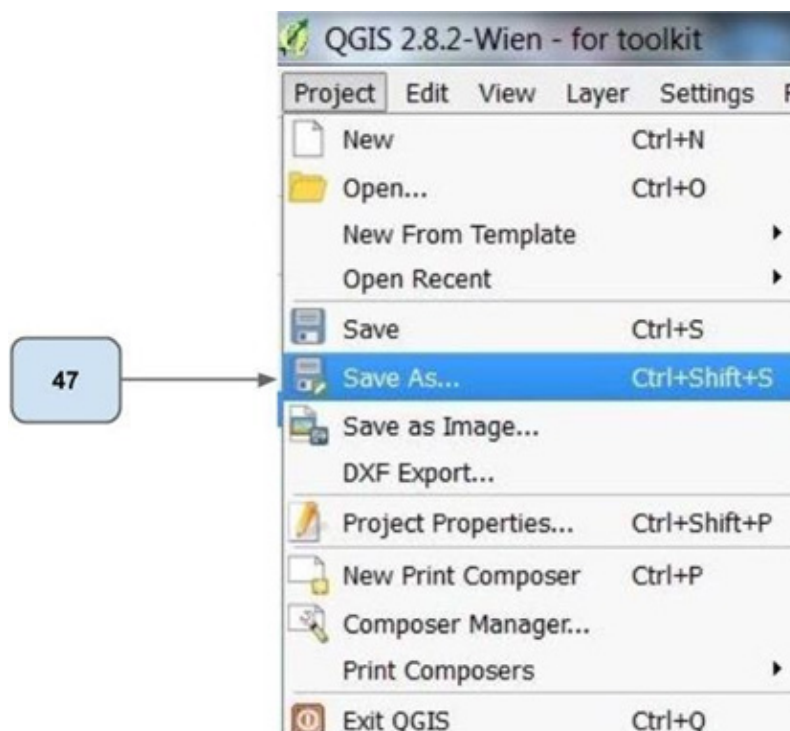 QGIS 2.8.2-Wien - for toolkit
Project Edit View Layer Settings
New Ctrl+N
Open... Ctrl+O
New From Template
Open Recent
Save Ctrl+S
47
Save As... Ctrl+Shift+S
Save as Image...
DXF Export...
Project Properties... Ctrl+Shift+P
New Print Composer Ctrl+P
Composer Manager...
Print Composers
Exit QGIS Ctrl+Q